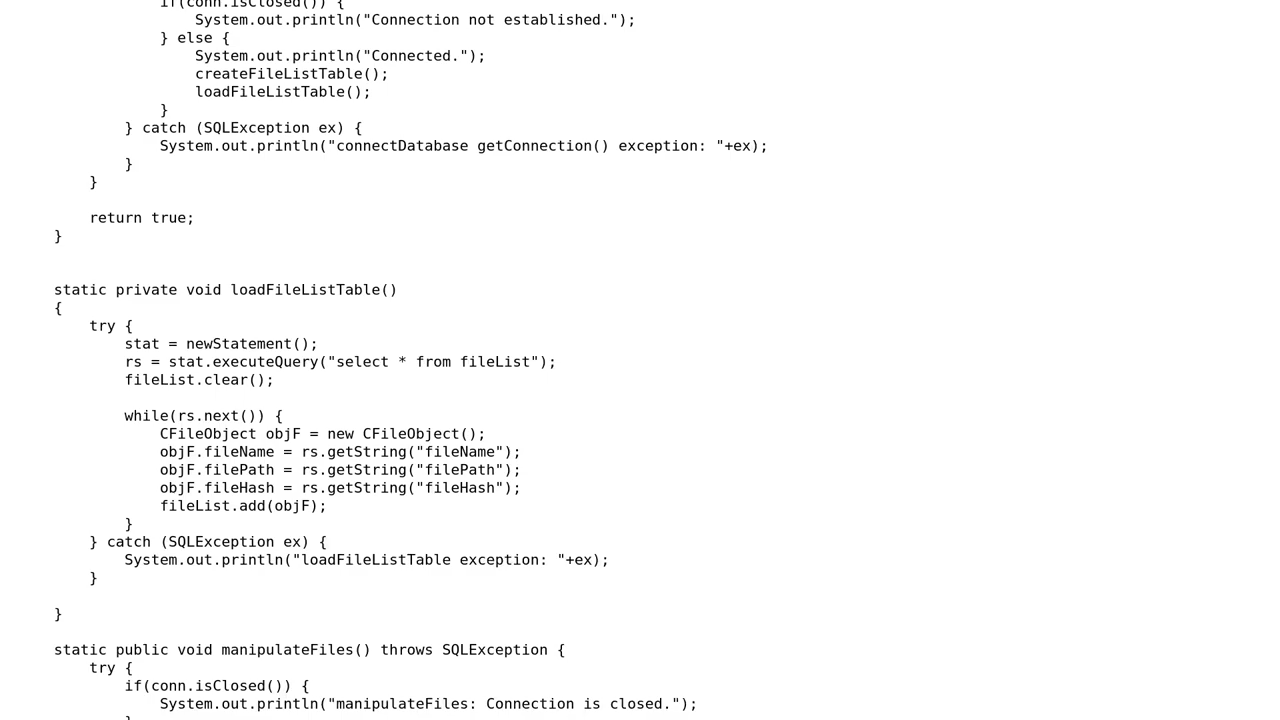 if(conn.isClosed()) {
System.out.println("Connection not established.");
} else {
System.out.println("Connected.");
createFileListTable();
loadFileListTable();
}
} catch (SQLException ex) {
System.out.println("connectDatabase getConnection() exception: "+ex);
}
}
return true;
}
static private void loadFileListTable()
{
try {
stat = newStatement();
rs = stat.executeQuery("select * from fileList");
fileList.clear();
while(rs.next()) {
CFileObject objF = new CFileObject();
objF.fileName = rs.getString("fileName");
objF.filePath = rs.getString("filePath");
objF.fileHash = rs.getString("fileHash");
fileList.add(objF);
}
} catch (SQLException ex) {
System.out.println("loadFileListTable exception: "+ex);
}
}
static public void manipulateFiles() throws SQLException {
try {
if(conn.isClosed()) {
System.out.println("manipulateFiles: Connection is closed.");
}